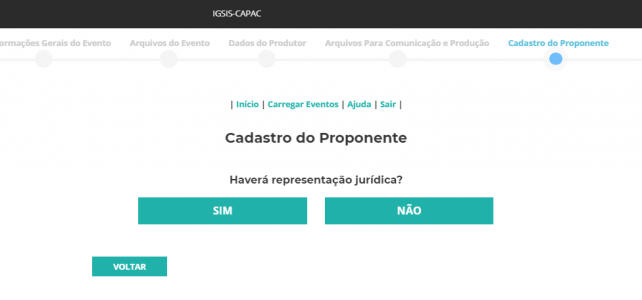 IGSIS-CAPAC
ormações Gerais do Evento Arquivos do Evento Dados do Produtor Arquivos Para Comunicação e Produção Cadastro do Proponente
| Início | Carregar Eventos | Ajuda | Sair |
Cadastro do Proponente
Haverá representação jurídica?
SIM NÃO
VOLTAR